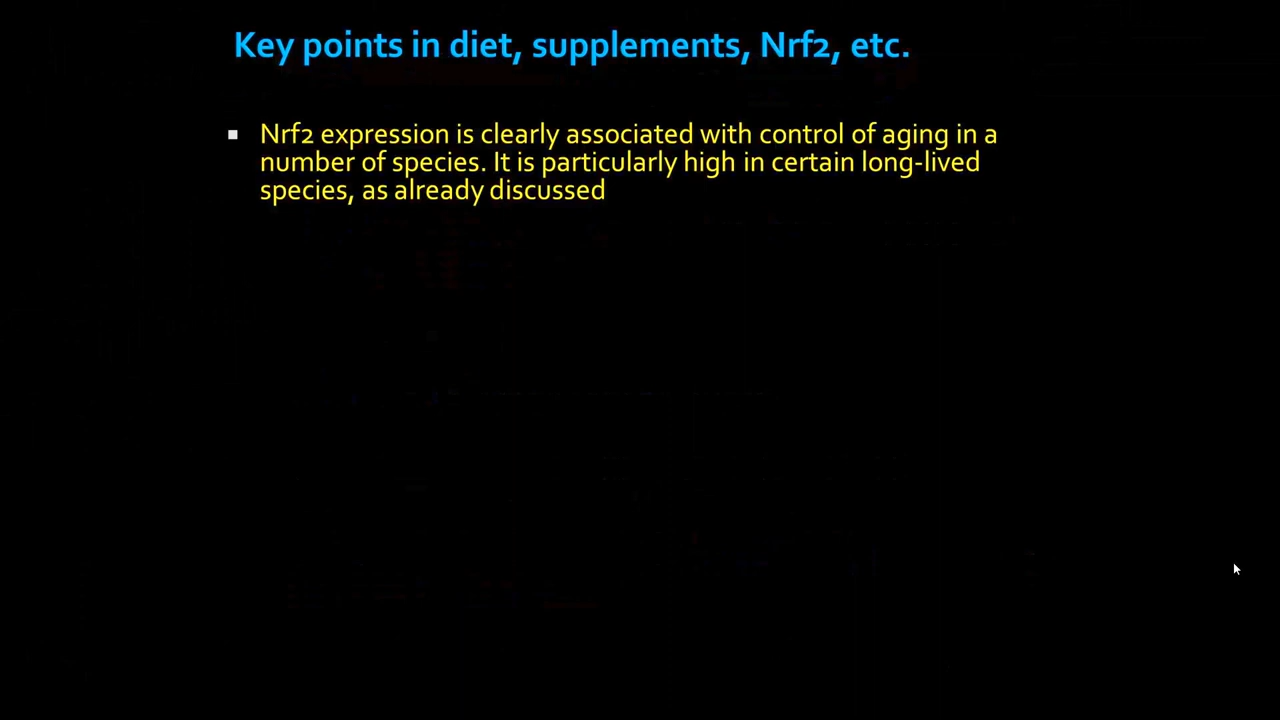 Key points in diet, supplements, Nrf2, etc.
Nrf2 expression is clearly associated with control of aging in a
number of species. It is particularly high in certain long-lived
species, as already discussed